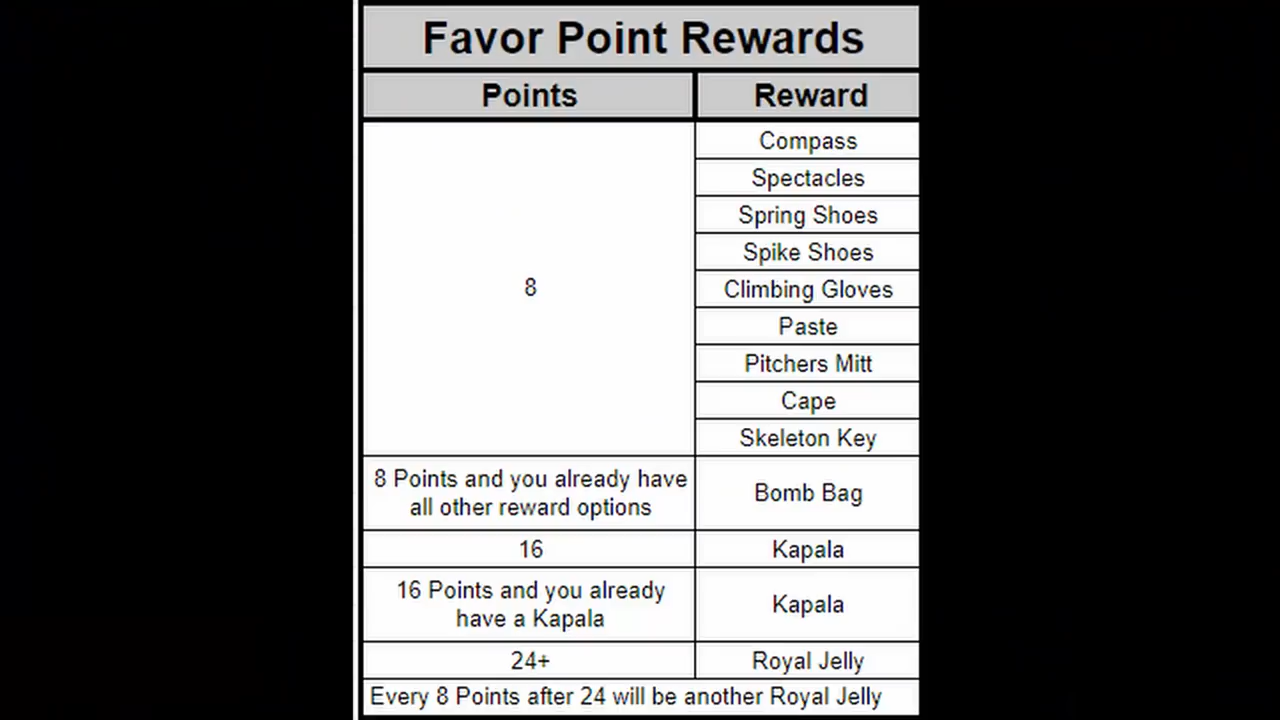 Favor Point Rewards
Points Reward
8
Compass
Spectacles
Spring Shoes
Spike Shoes
Climbing Gloves
Paste
Pitchers Mitt
Cape
Skeleton Key
8 Points and you already have
all other reward options
Bomb Bag
16 Kapala
16 Points and you already
have a Kapala
Kapala
24+ Royal Jelly
Every 8 Points after 24 will be another Royal Jelly